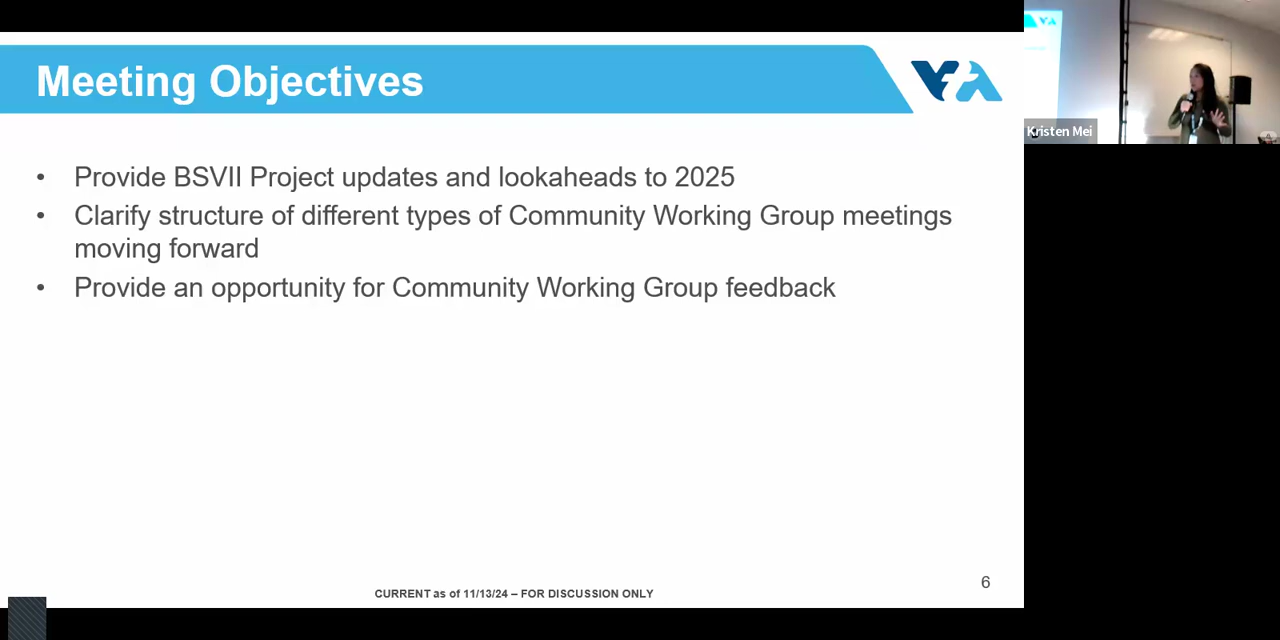 Meeting Objectives
VTA
Kristen Mei
• Provide BSVII Project updates and lookaheads to 2025
• Clarify structure of different types of Community Working Group meetings
moving forward
• Provide an opportunity for Community Working Group feedback
6
CURRENT as of 11/13/24 – FOR DISCUSSION ONLY